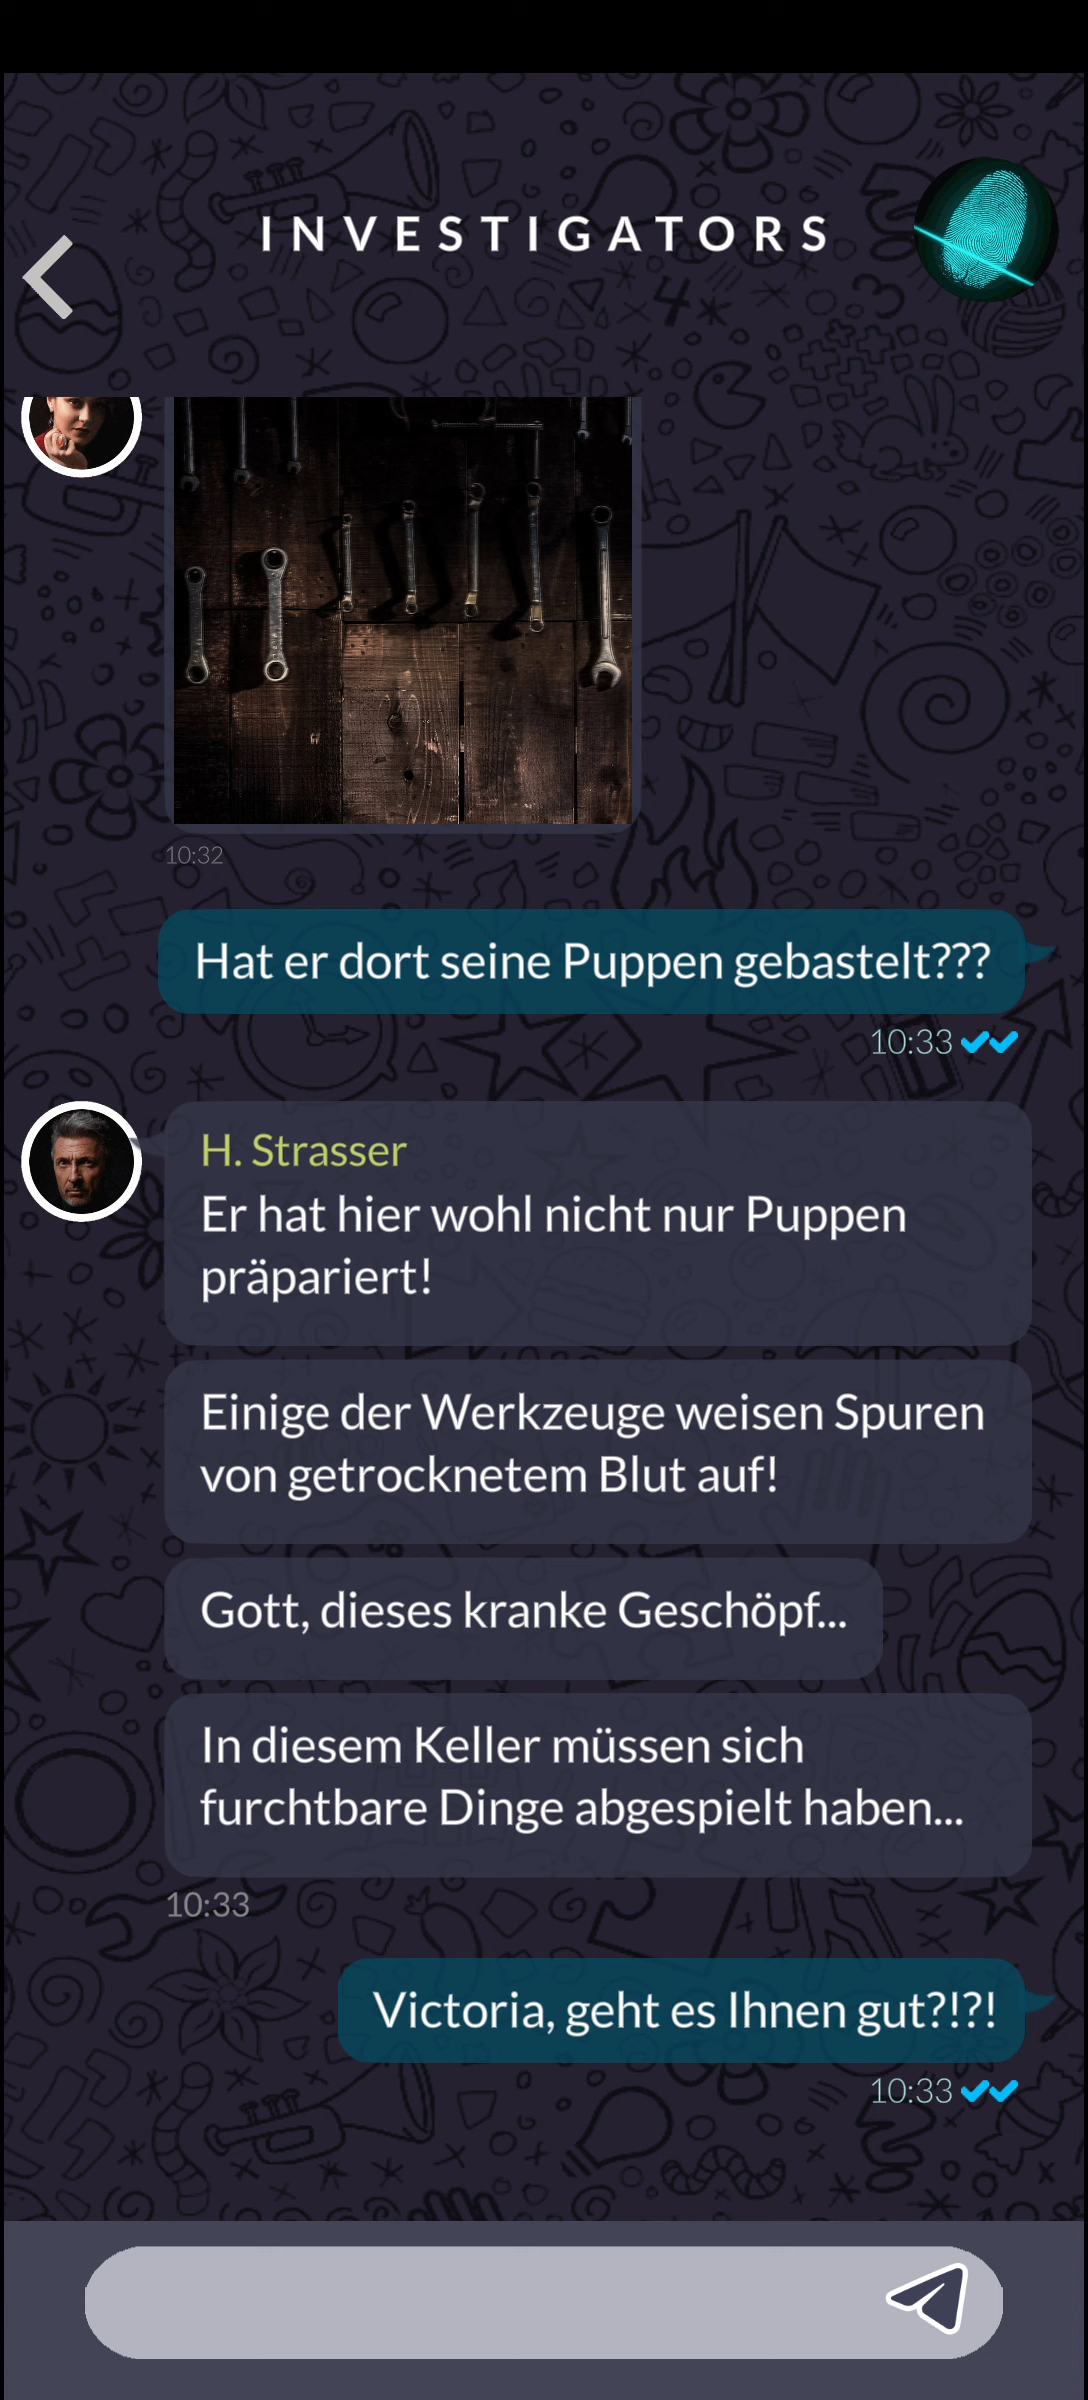 INVESTIGATORS
10:32
Hat er dort seine Puppen gebastelt???
10:33
H. Strasser
Er hat hier wohl nicht nur Puppen
präpariert!
Einige der Werkzeuge weisen Spuren
von getrocknetem Blut auf!
Gott, dieses kranke Geschöpf...
In diesem Keller müssen sich
furchtbare Dinge abgespielt haben...
10:33
Victoria, geht es Ihnen gut?!?!
10:33